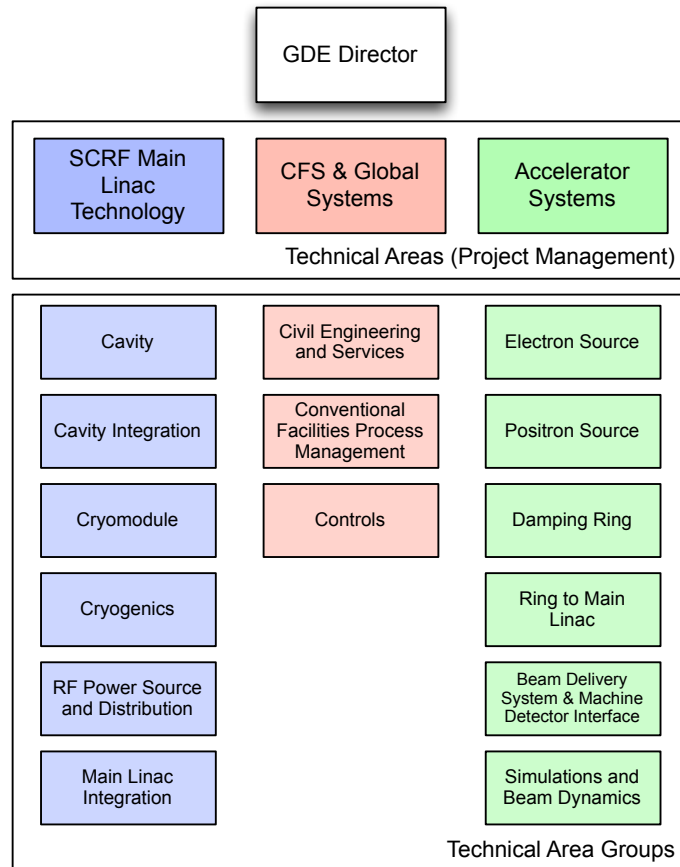 GDE Director
SCRF Main
Linac
Technology
CFS & Global
Systems
Accelerator
Systems
Technical Areas (Project Management)
Cavity
Civil Engineering
and Services
Electron Source
Cavity Integration
Conventional
Facilities Process
Management
Positron Source
Cryomodule
Controls
Damping Ring
Cryogenics
Ring to Main
Linac
RF Power Source
and Distribution
Beam Delivery
System & Machine
Detector Interface
Main Linac
Integration
Simulations and
Beam Dynamics
Technical Area Groups